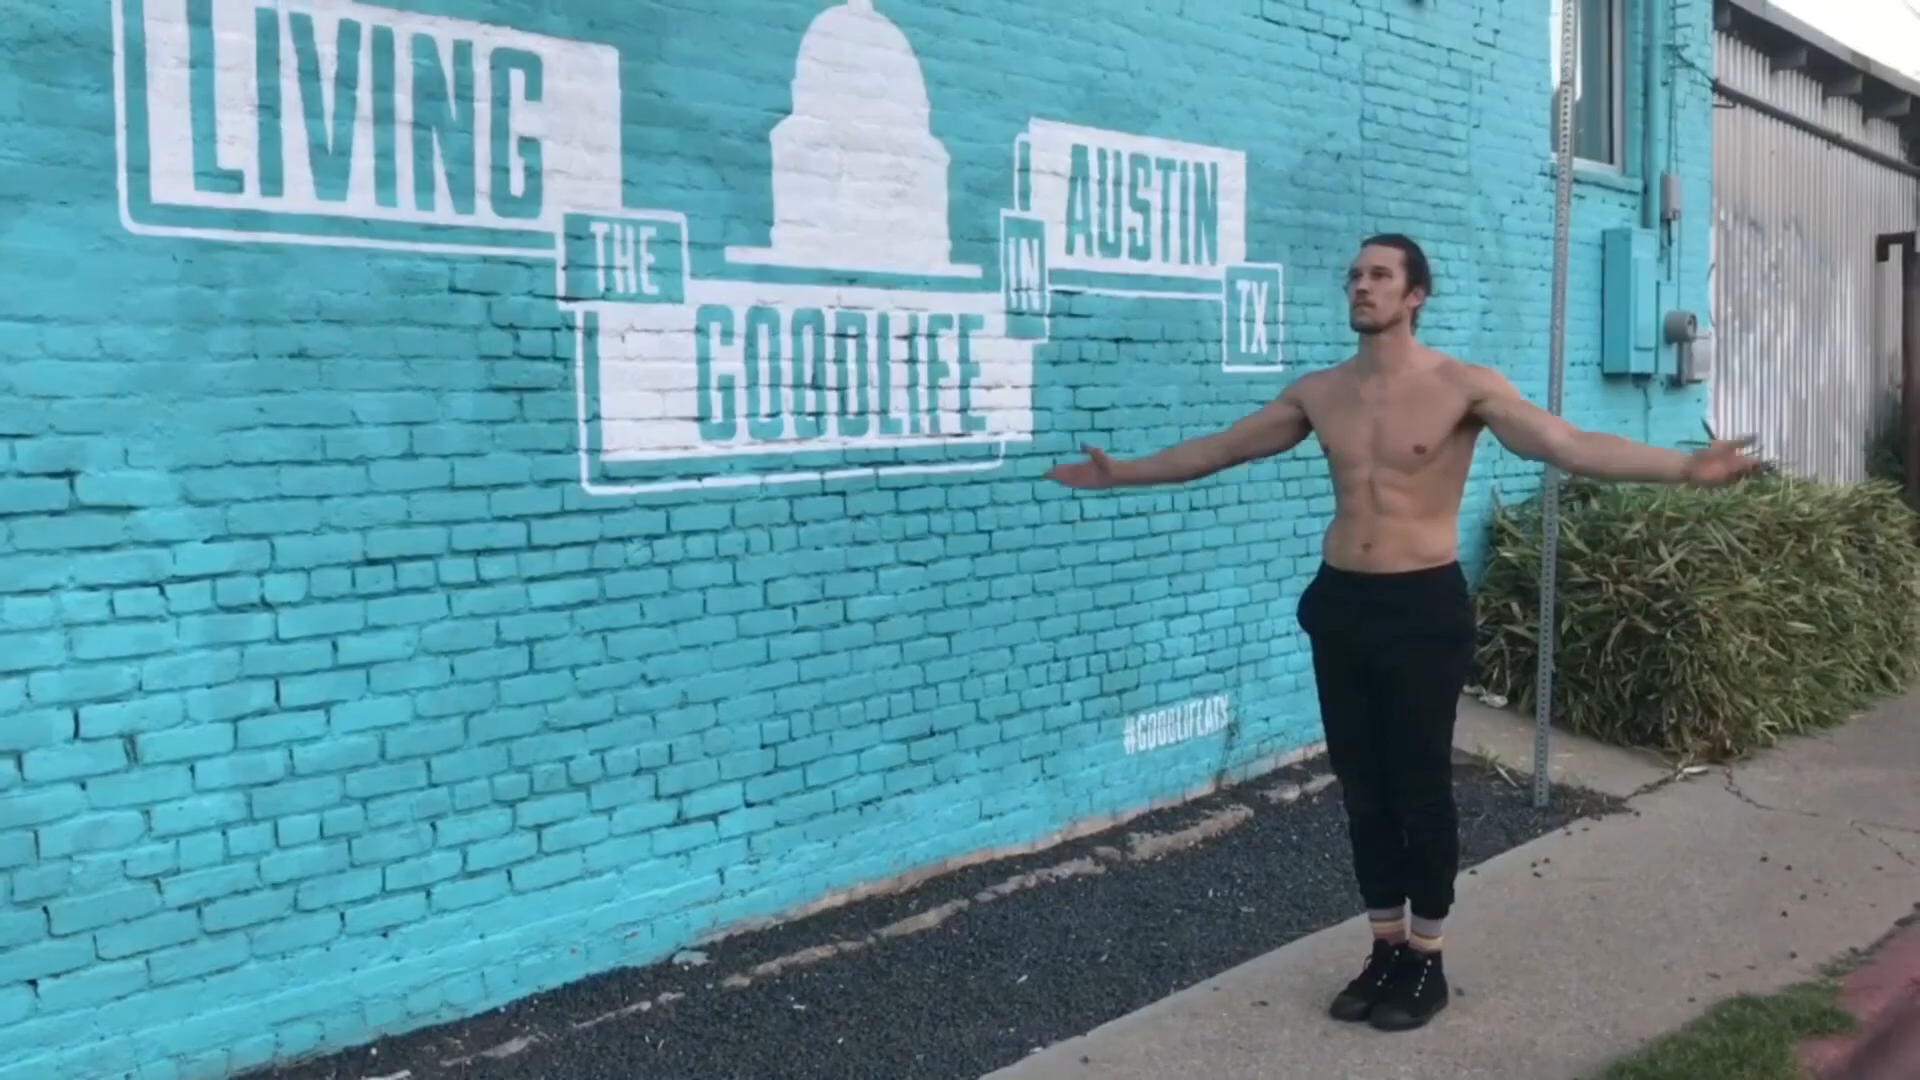 LIVING
THE
GOODLIFE
IN
AUSTIN
TX
#GOODLIFEATX